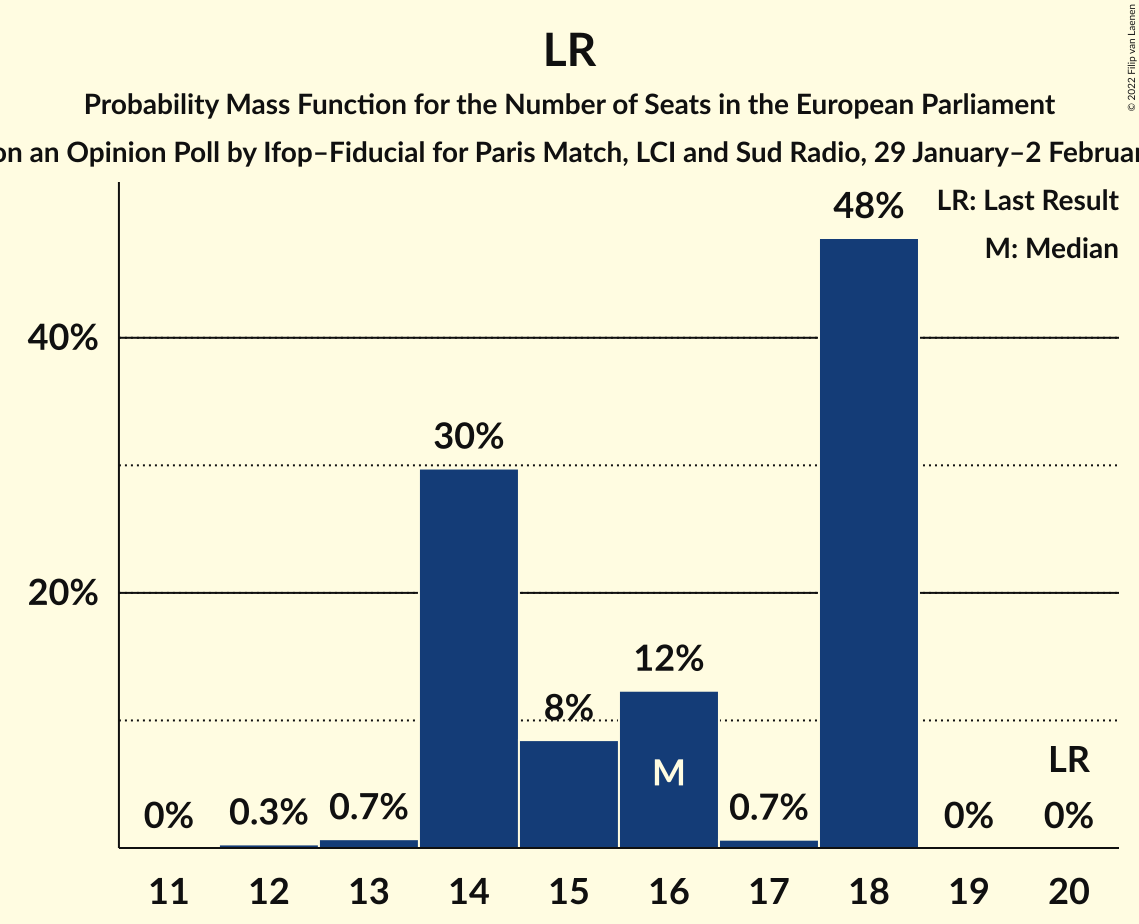 LR
Probability Mass Function for the Number of Seats in the European Parliament
on an Opinion Poll by Ifop–Fiducial for Paris Match, LCI and Sud Radio, 29 January–2 Februar
© 2022 Filip van Laenen
LR: Last Result
M: Median
48%
40%
30%
20%
12%
8%
M
LR
0%
0.3%
0.7%
0.7%
0%
0%
11
12
13
14
15
16
17
18
19
20